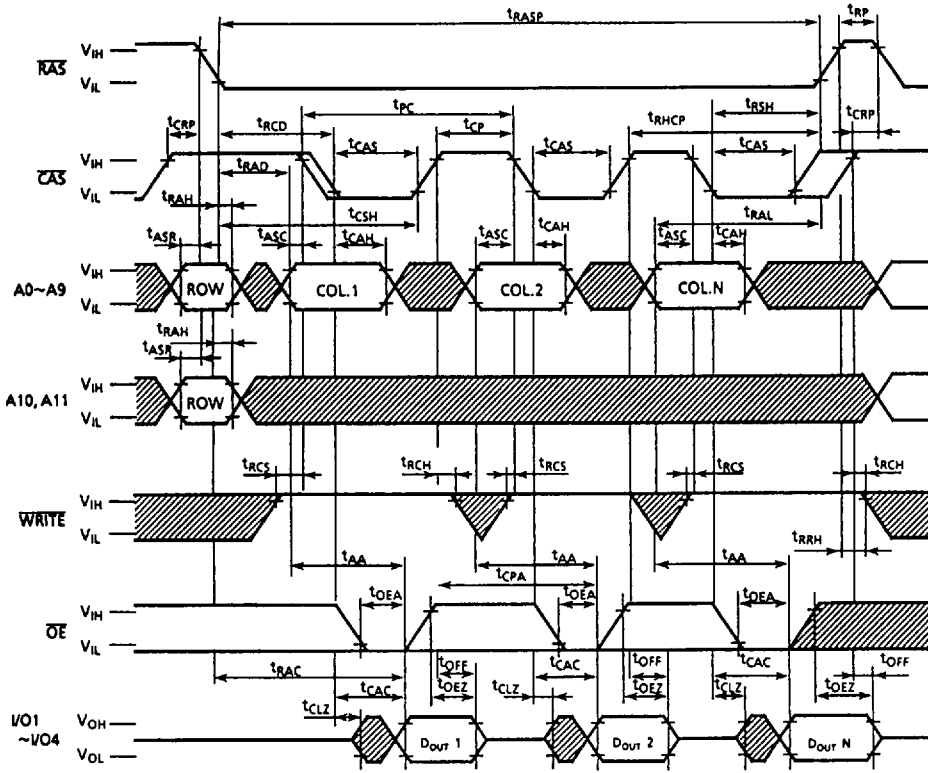 tRASP tRP
VIH
RAS
VIL
tPC tRSH
tCRP tRCD tCP tRHCP tCRP
VIH
CAS
VIL
tCAS tCAS tCAS
tRAD
tRAH tCSH tRAL
tASR tASC tCAH tASC tCAH tASC tCAH
VIH
A0~A9
VIL
ROW COL.1 COL.2 COL.N
tRAH
tASR
VIH
A10, A11
VIL
ROW
tRCS tRCH tRCS tRCS tRCH
VIH
WRITE
VIL
tRRH
tAA tAA tAA
tCPA
tOEA tOEA tOEA
VIH
OE
VIL
tRAC tOFF tCAC tOFF tCAC tOFF
tCAC tOEZ tCLZ tOEZ tCLZ tOEZ
tCLZ
I/O1
~I/O4
VOH
VOL
DOUT 1 DOUT 2 DOUT N